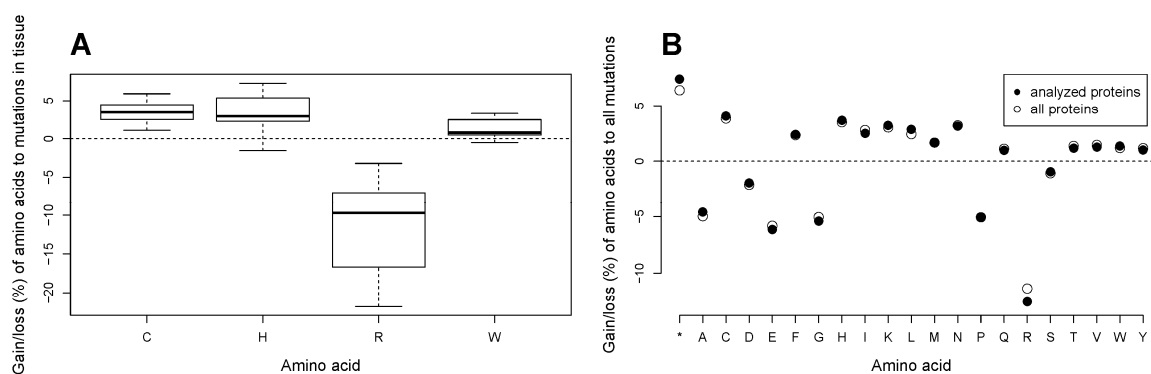 A
Gain/loss (%) of amino acids to mutations in tissue
5
0
−5
−10
−15
−20
C H R W
Amino acid
B
Gain/loss (%) of amino acids to all mutations
5
0
−5
−10
analyzed proteins
all proteins
* A C D E F G H I K L M N P Q R S T V W Y
Amino acid